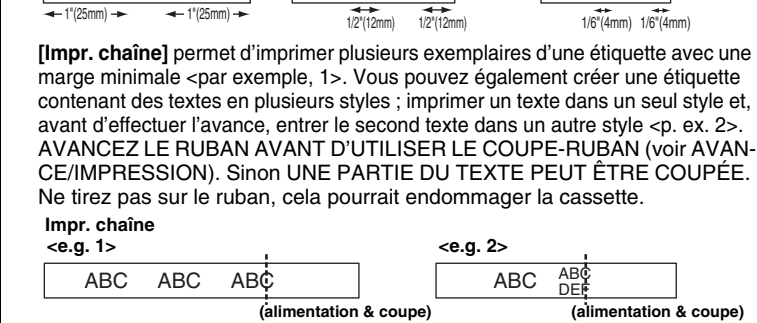 1"(25mm) 1"(25mm) 1/2"(12mm) 1/2"(12mm) 1/6"(4mm) 1/6"(4mm)
[Impr. chaîne] permet d'imprimer plusieurs exemplaires d'une étiquette avec une
marge minimale <par exemple, 1>. Vous pouvez également créer une étiquette
contenant des textes en plusieurs styles ; imprimer un texte dans un seul style et,
avant d'effectuer l'avance, entrer le second texte dans un autre style <p. ex. 2>.
AVANCEZ LE RUBAN AVANT D'UTILISER LE COUPE-RUBAN (voir AVAN-
CE/IMPRESSION). Sinon UNE PARTIE DU TEXTE PEUT ÊTRE COUPÉE.
Ne tirez pas sur le ruban, cela pourrait endommager la cassette.
Impr. chaîne
<e.g. 1> <e.g. 2>
ABC ABC ABC ABC ABC
DEF
(alimentation & coupe) (alimentation & coupe)